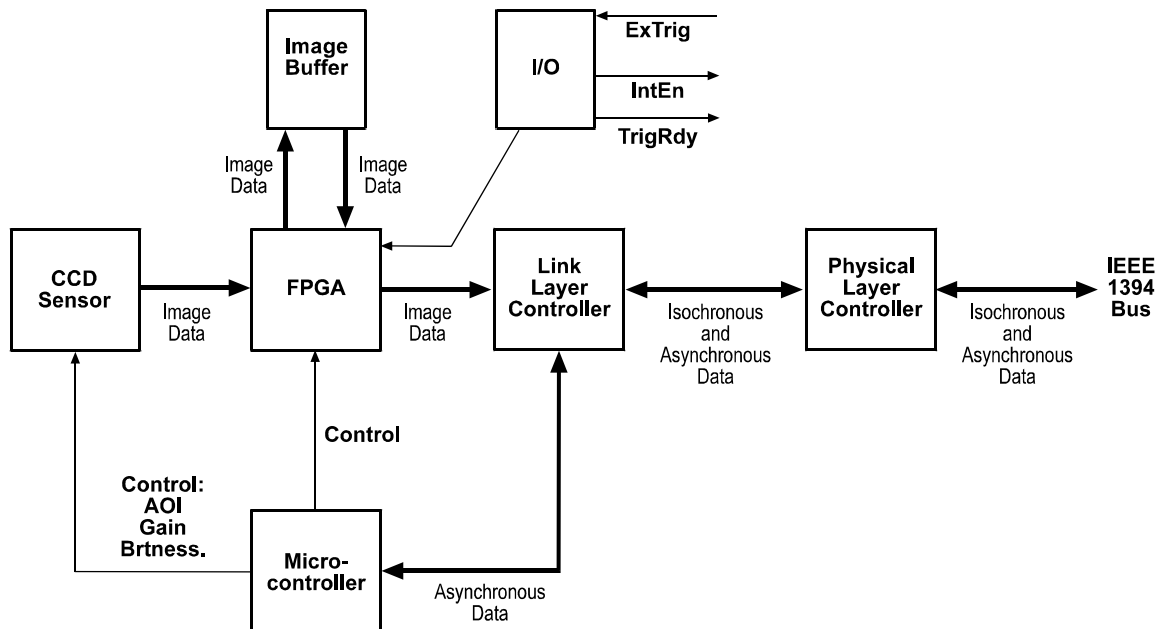 Image
Buffer
I/O
ExTrig
IntEn
TrigRdy
Image
Data
Image
Data
CCD
Sensor
Image
Data
FPGA
Image
Data
Link
Layer
Controller
Isochronous
and
Asynchronous
Data
Physical
Layer
Controller
Isochronous
and
Asynchronous
Data
IEEE
1394
Bus
Control
Control:
AOI
Gain
Brtness.
Micro-
controller
Asynchronous
Data